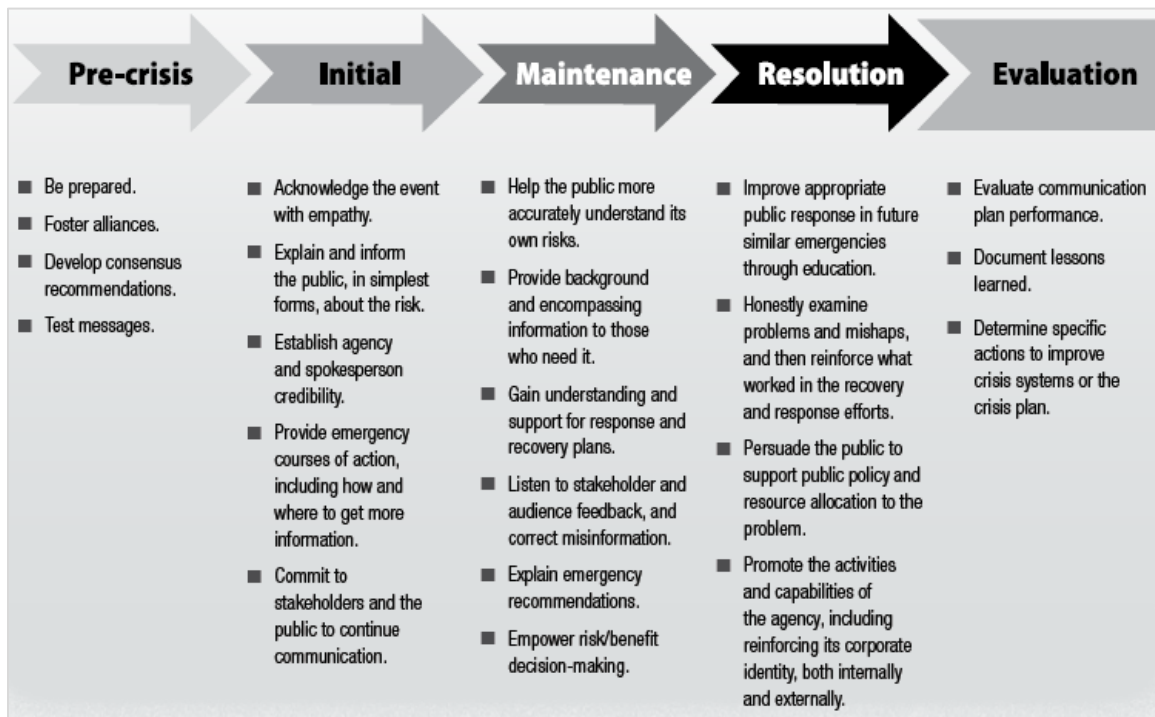 Pre-crisis
Initial
Maintenance
Resolution
Evaluation
Be prepared.
Foster alliances.
Develop consensus
recommendations.
Test messages.
Acknowledge the event
with empathy.
Explain and inform
the public, in simplest
forms, about the risk.
Establish agency
and spokesperson
credibility.
Provide emergency
courses of action,
including how and
where to get more
information.
Commit to
stakeholders and the
public to continue
communication.
Help the public more
accurately understand its
own risks.
Provide background
and encompassing
information to those
who need it.
Gain understanding and
support for response and
recovery plans.
Listen to stakeholder and
audience feedback, and
correct misinformation.
Explain emergency
recommendations.
Empower risk/benefit
decision-making.
Improve appropriate
public response in future
similar emergencies
through education.
Honestly examine
problems and mishaps,
and then reinforce what
worked in the recovery
and response efforts.
Persuade the public to
support public policy and
resource allocation to the
problem.
Promote the activities
and capabilities of
the agency, including
reinforcing its corporate
identity, both internally
and externally.
Evaluate communication
plan performance.
Document lessons
learned.
Determine specific
actions to improve
crisis systems or the
crisis plan.